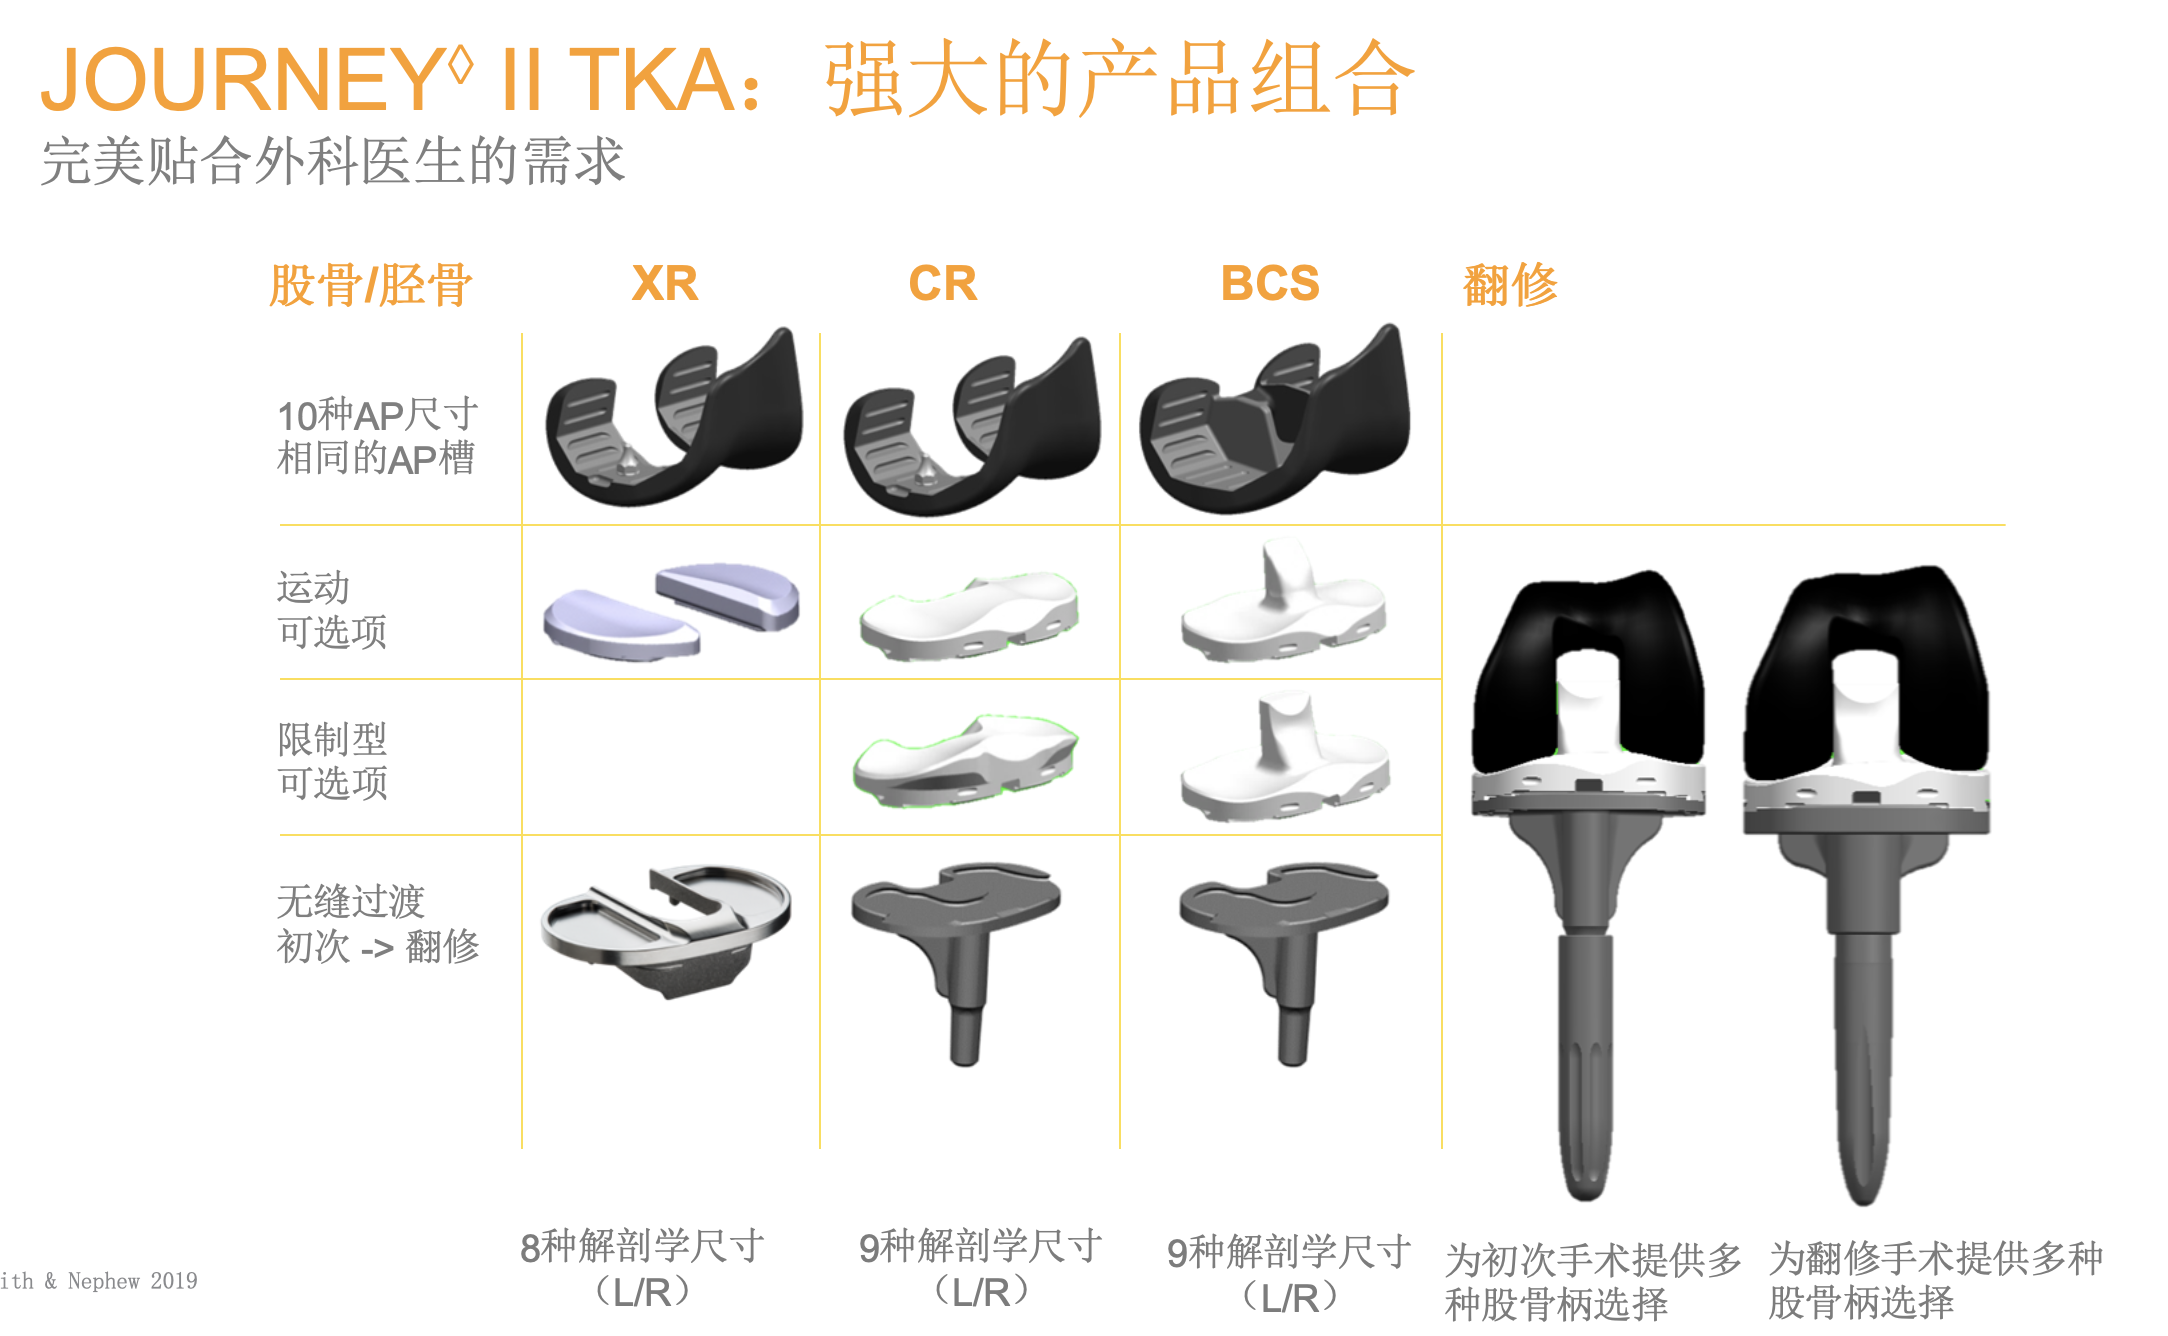 JOURNEY◊ II TKA： 强大的产品组合
完美贴合外科医生的需求
股骨/胫骨
XR
CR
BCS
翻修
10种AP尺寸
相同的AP槽
运动
可选项
限制型
可选项
无缝过渡
初次 -> 翻修
8种解剖学尺寸
（L/R）
9种解剖学尺寸
（L/R）
9种解剖学尺寸
（L/R）
为初次手术提供多
种股骨柄选择
为翻修手术提供多种
股骨柄选择
ith & Nephew 2019